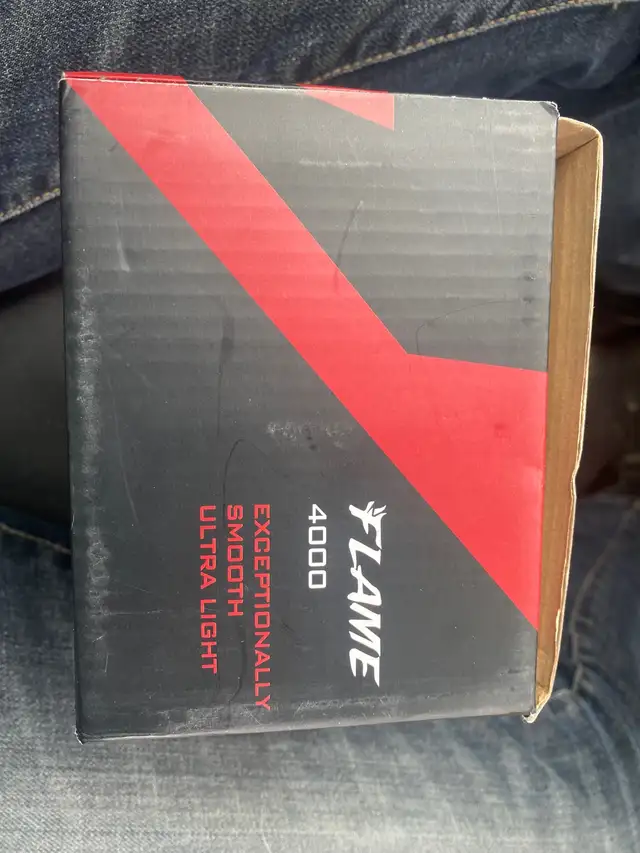 FLAME
4000
EXCEPTIONALLY
SMOOTH
ULTRA LIGHT